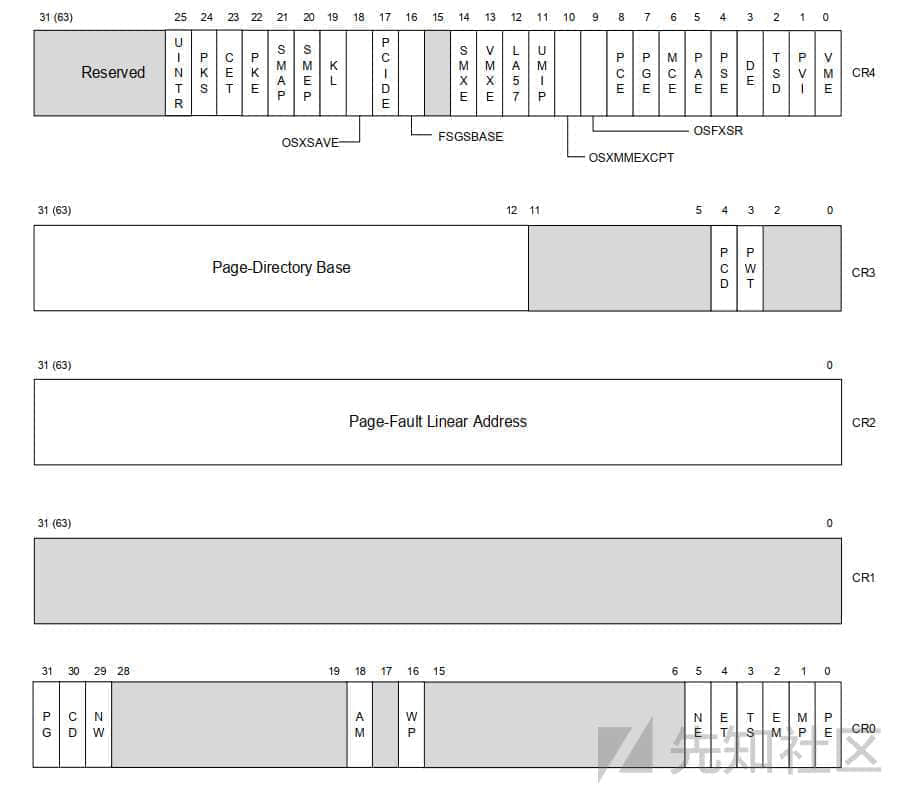 31 (63) 25 24 23 22 21 20 19 18 17 16 15 14 13 12 11 10 9 8 7 6 5 4 3 2 1 0
Reserved UINTR PKS CET PKE SMAP SMEP KL PCIDE SMXE VMXE LA57 UMIP PCE PGE MCE PAE PSE DE TSD PVI VME CR4
OSXSAVE FSGSBASE OSFXSR
OSXMMEXCPT
31 (63) 12 11 5 4 3 2 0
Page-Directory Base PCD PWT CR3
31 (63) 0
Page-Fault Linear Address CR2
31 (63) 0
CR1
31 30 29 28 19 18 17 16 15 6 5 4 3 2 1 0
PG CD NW AM WP NE ET TS EM MP PE CR0
先知社区